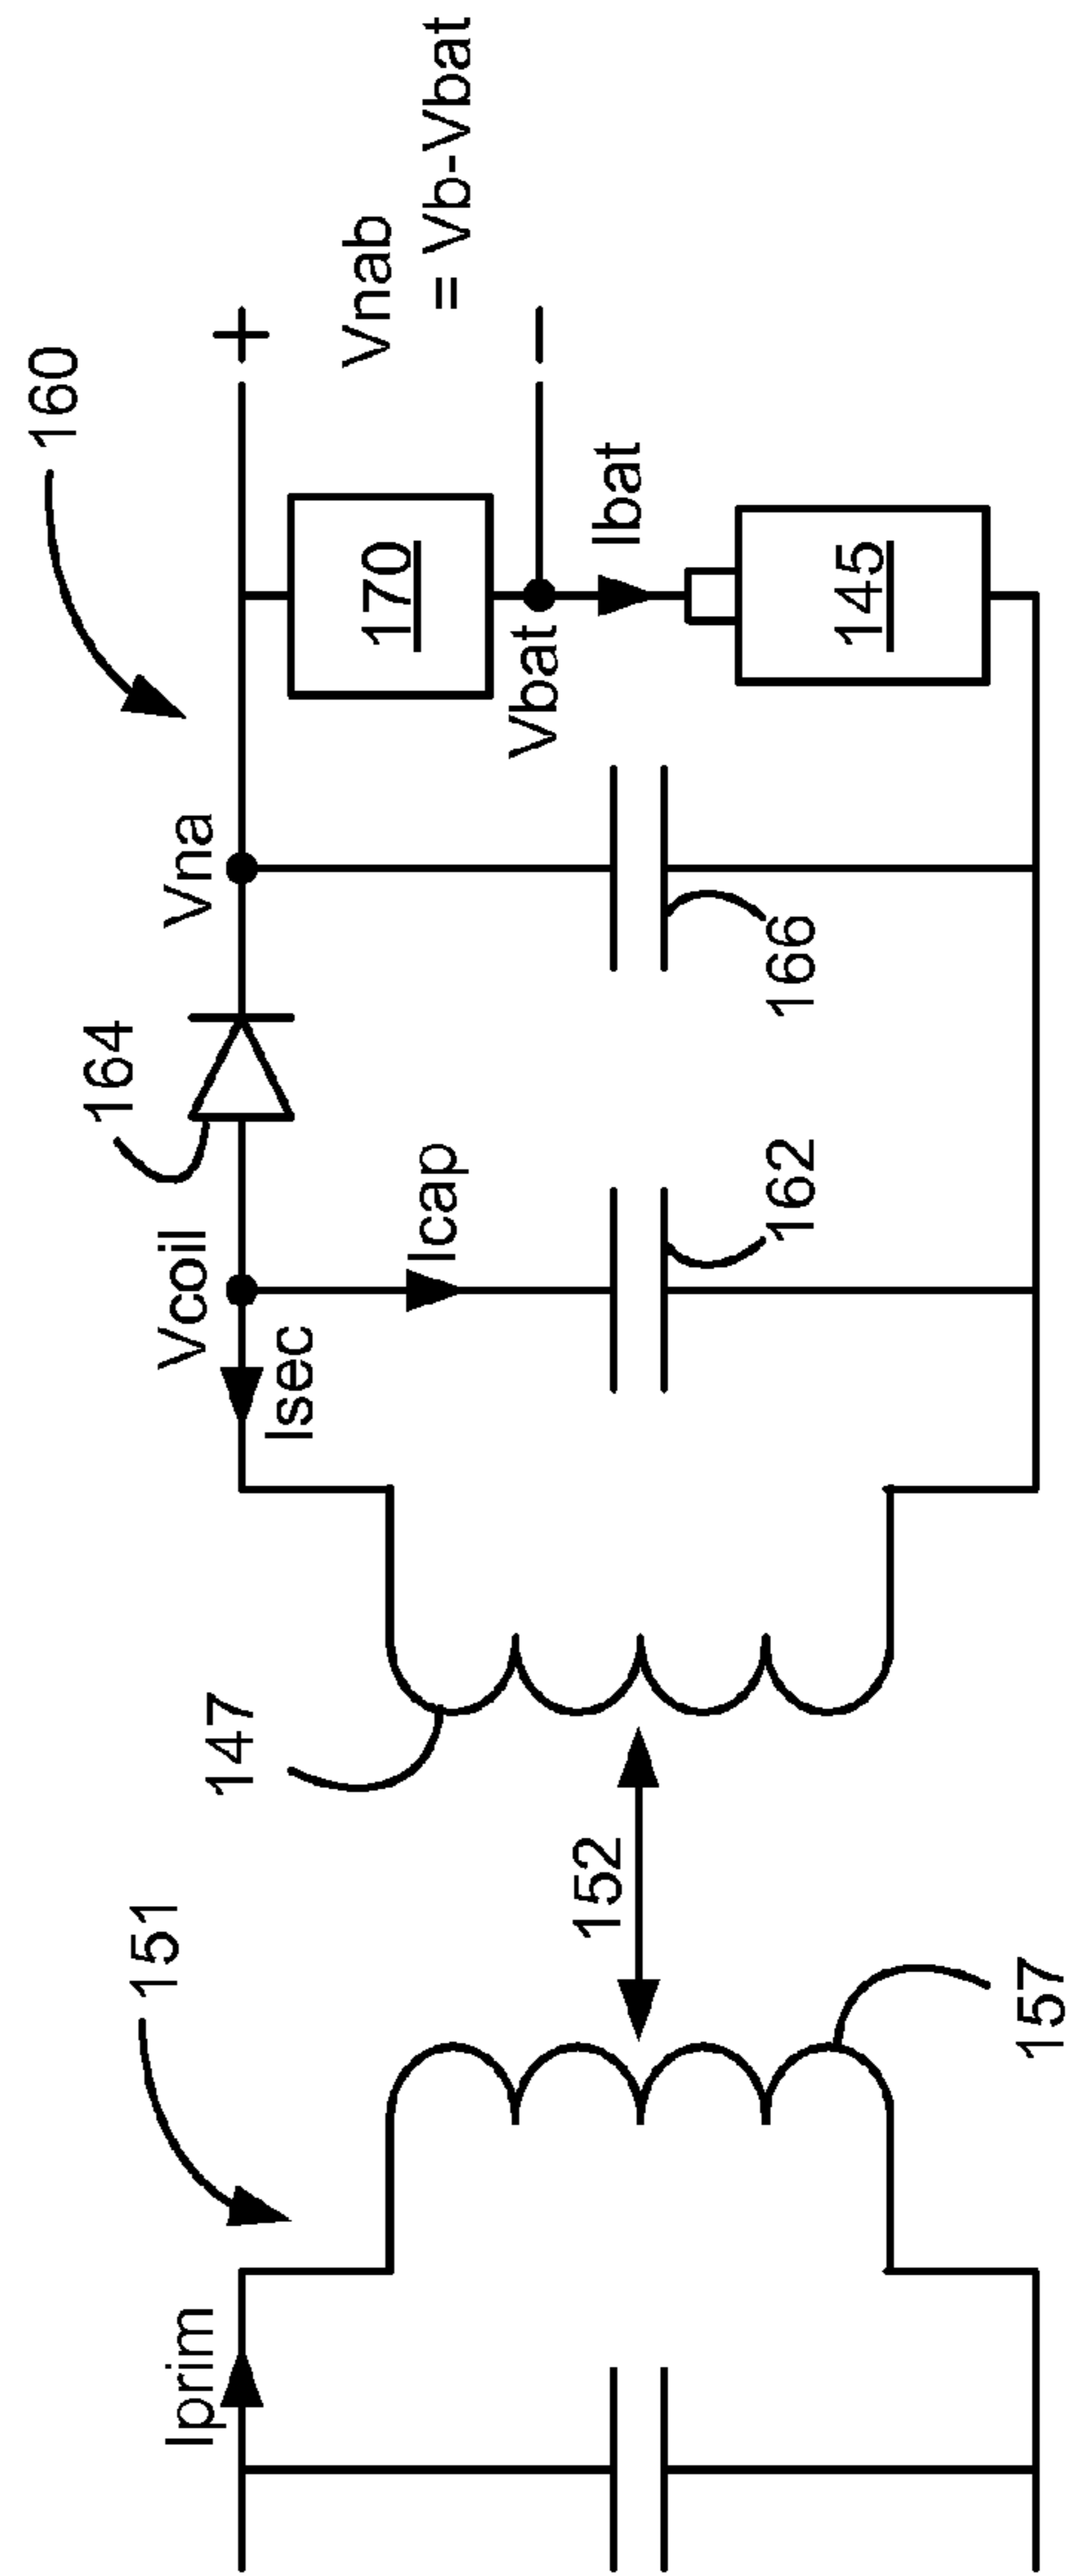 151
160
Iprim
152
157
147
Vcoil
Isec
Icap
162
164
Vna
166
170
Vbat
Ibat
145
+
Vnab
= Vb-Vbat
−